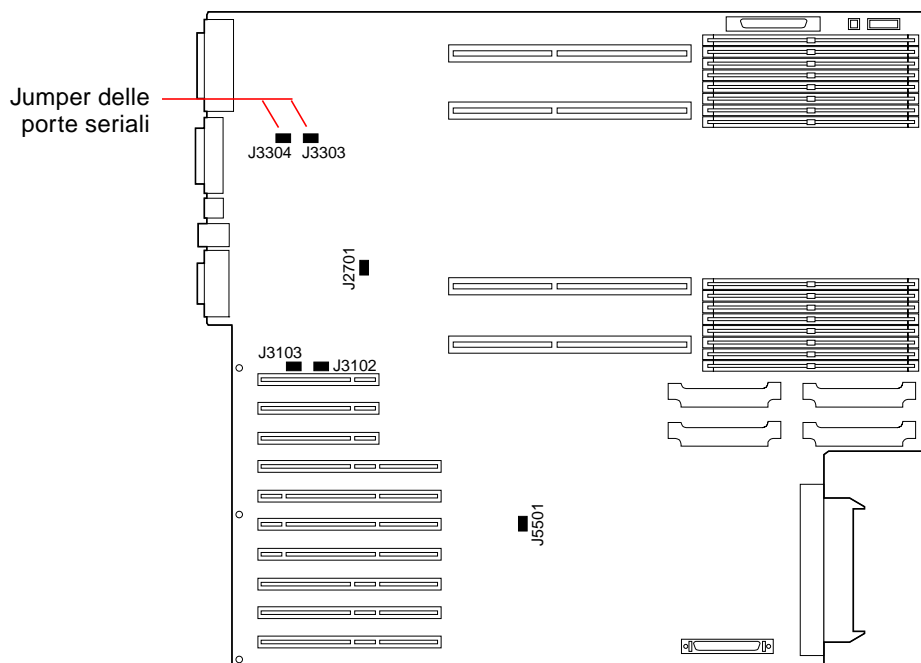 Jumper delle
porte seriali
J3304
J3303
J2701
J3103
J3102
J5501